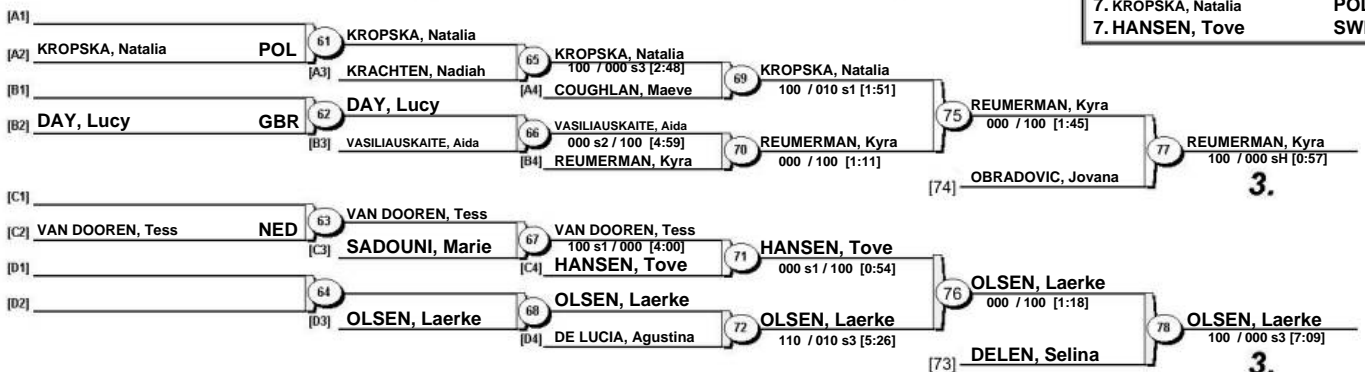 7. KROPSKA, Natalia
7. HANSEN, Tove
[A1]
[A2] KROPSKA, Natalia POL
61
KROPSKA, Natalia
[A3] KRACHTEN, Nadiah
65
KROPSKA, Natalia
100 / 000 s3 [2:48]
[A4] COUGHLAN, Maeve
69
KROPSKA, Natalia
100 / 010 s1 [1:51]
[B1]
[B2] DAY, Lucy GBR
62
DAY, Lucy
[B3] VASILIAUSKAITE, Aida
66
VASILIAUSKAITE, Aida
000 s2 / 100 [4:59]
[B4] REUMERMAN, Kyra
70
REUMERMAN, Kyra
000 / 100 [1:11]
75
REUMERMAN, Kyra
000 / 100 [1:45]
[74] OBRADOVIC, Jovana
77
REUMERMAN, Kyra
100 / 000 sH [0:57]
3.
[C1]
[C2] VAN DOOREN, Tess NED
63
VAN DOOREN, Tess
[C3] SADOUNI, Marie
67
VAN DOOREN, Tess
100 s1 / 000 [4:00]
[C4] HANSEN, Tove
71
HANSEN, Tove
000 s1 / 100 [0:54]
[D1]
[D2]
64
[D3] OLSEN, Laerke
68
OLSEN, Laerke
[D4] DE LUCIA, Agustina
72
OLSEN, Laerke
110 / 010 s3 [5:26]
76
OLSEN, Laerke
000 / 100 [1:18]
[73] DELEN, Selina
78
OLSEN, Laerke
100 / 000 s3 [7:09]
3.